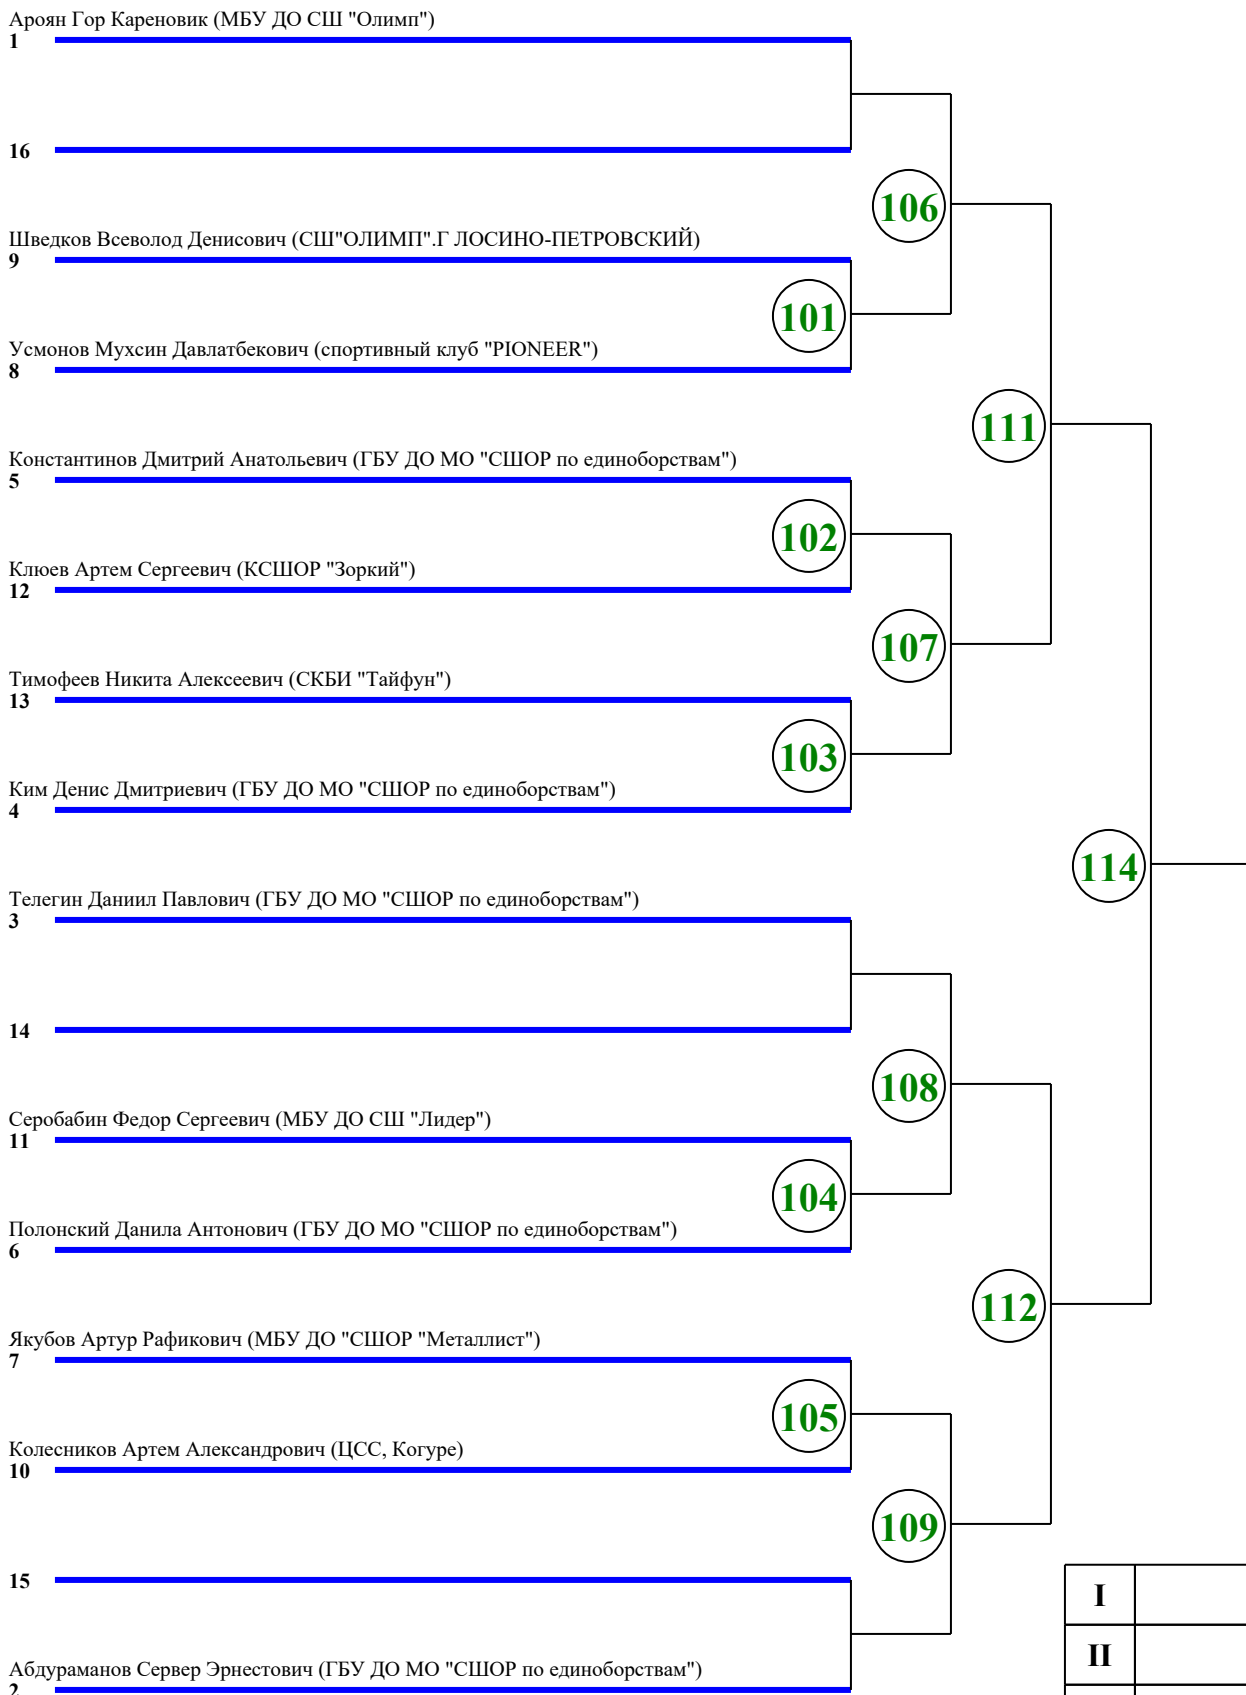 Ароян Гор Кареновик (МБУ ДО СШ "Олимп")
1
16
106
Шведков Всеволод Денисович (СШ"ОЛИМП".Г ЛОСИНО-ПЕТРОВСКИЙ)
9
101
Усмонов Мухсин Давлатбекович (спортивный клуб "PIONEER")
8
111
Константинов Дмитрий Анатольевич (ГБУ ДО МО "СШОР по единоборствам")
5
102
Клюев Артем Сергеевич (КСШОР "Зоркий")
12
107
Тимофеев Никита Алексеевич (СКБИ "Тайфун")
13
103
Ким Денис Дмитриевич (ГБУ ДО МО "СШОР по единоборствам")
4
114
Телегин Даниил Павлович (ГБУ ДО МО "СШОР по единоборствам")
3
14
108
Серобабин Федор Сергеевич (МБУ ДО СШ "Лидер")
11
104
Полонский Данила Антонович (ГБУ ДО МО "СШОР по единоборствам")
6
112
Якубов Артур Рафикович (МБУ ДО "СШОР "Металлист")
7
105
Колесников Артем Александрович (ЦСС, Когуре)
10
109
15
I
II
Абдураманов Сервер Эрнестович (ГБУ ДО МО "СШОР по единоборствам")
2